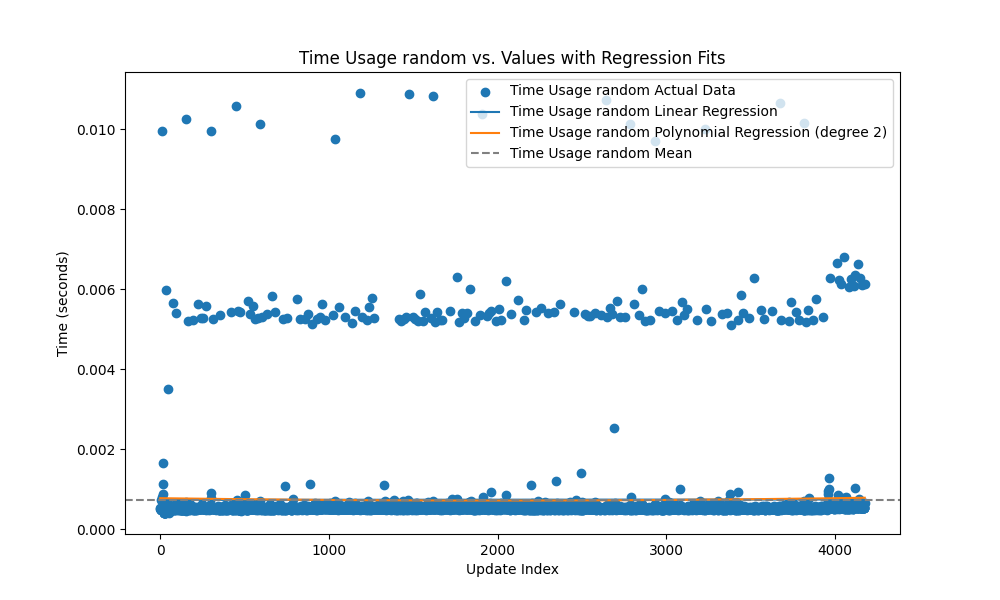 Time Usage random vs. Values with Regression Fits
Time Usage random Actual Data
Time Usage random Linear Regression
Time Usage random Polynomial Regression (degree 2)
Time Usage random Mean
0.010
0.008
0.006
0.004
0.002
0.000
Time (seconds)
0 1000 2000 3000 4000
Update Index